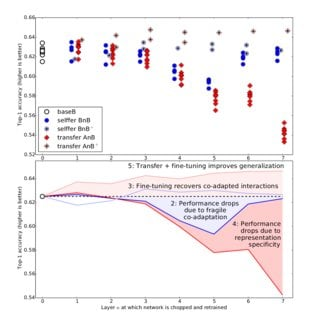 Top-1 accuracy (higher is better)
0.66
0.64
0.62
0.60
0.58
0.56
0.54
0.52
baseB
selffer BnB
selffer BnB⁺
transfer AnB
transfer AnB⁺
0 1 2 3 4 5 6 7
Top-1 accuracy (higher is better)
0.64
0.62
0.60
0.58
0.56
0.54
5: Transfer + fine-tuning improves generalization
3: Fine-tuning recovers co-adapted interactions
2: Performance drops
due to fragile
co-adaptation
4: Performance
drops due to
representation
specificity
0 1 2 3 4 5 6 7
Layer n at which network is chopped and retrained